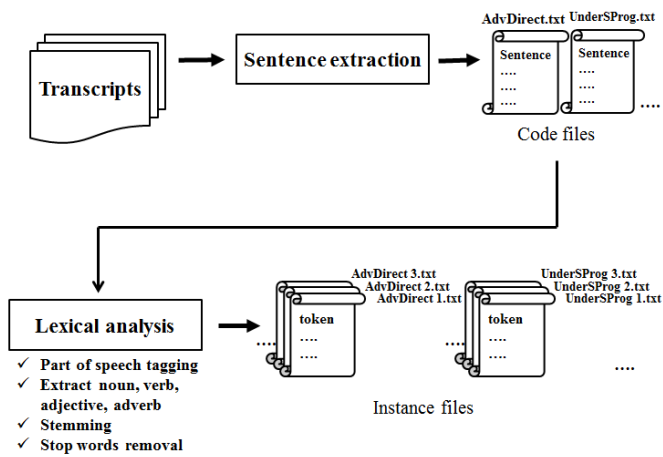 AdvDirect.txt
UnderSProg.txt
Transcripts
Sentence extraction
Sentence
....
....
....
Sentence
....
....
....
....
Code files
Lexical analysis
✓ Part of speech tagging
✓ Extract noun, verb,
adjective, adverb
✓ Stemming
✓ Stop words removal
AdvDirect 3.txt
AdvDirect 2.txt
AdvDirect 1.txt
token
....
....
....
UnderSProg 3.txt
UnderSProg 2.txt
UnderSProg 1.txt
token
....
....
....
....
Instance files